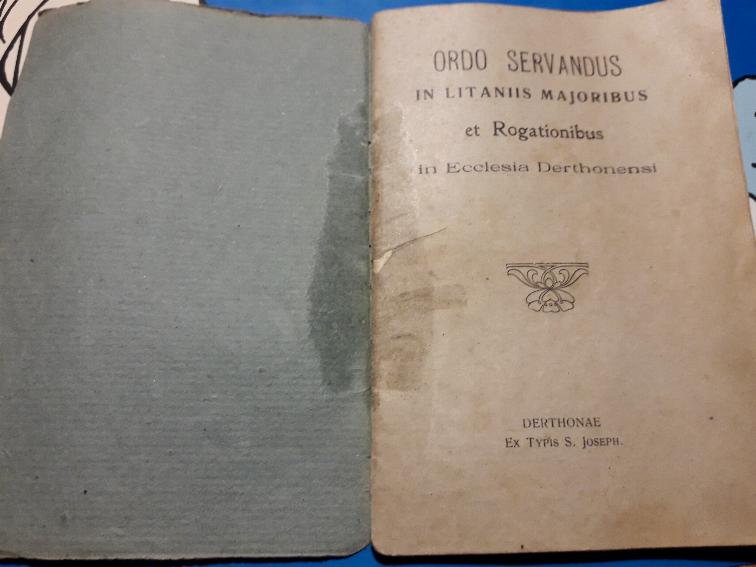 ORDO SERVANDUS
IN LITANIIS MAJORIBUS
et Rogationibus
in Ecclesia Derthonensi
DERTHONAE
EX TYPIS S. JOSEPH.